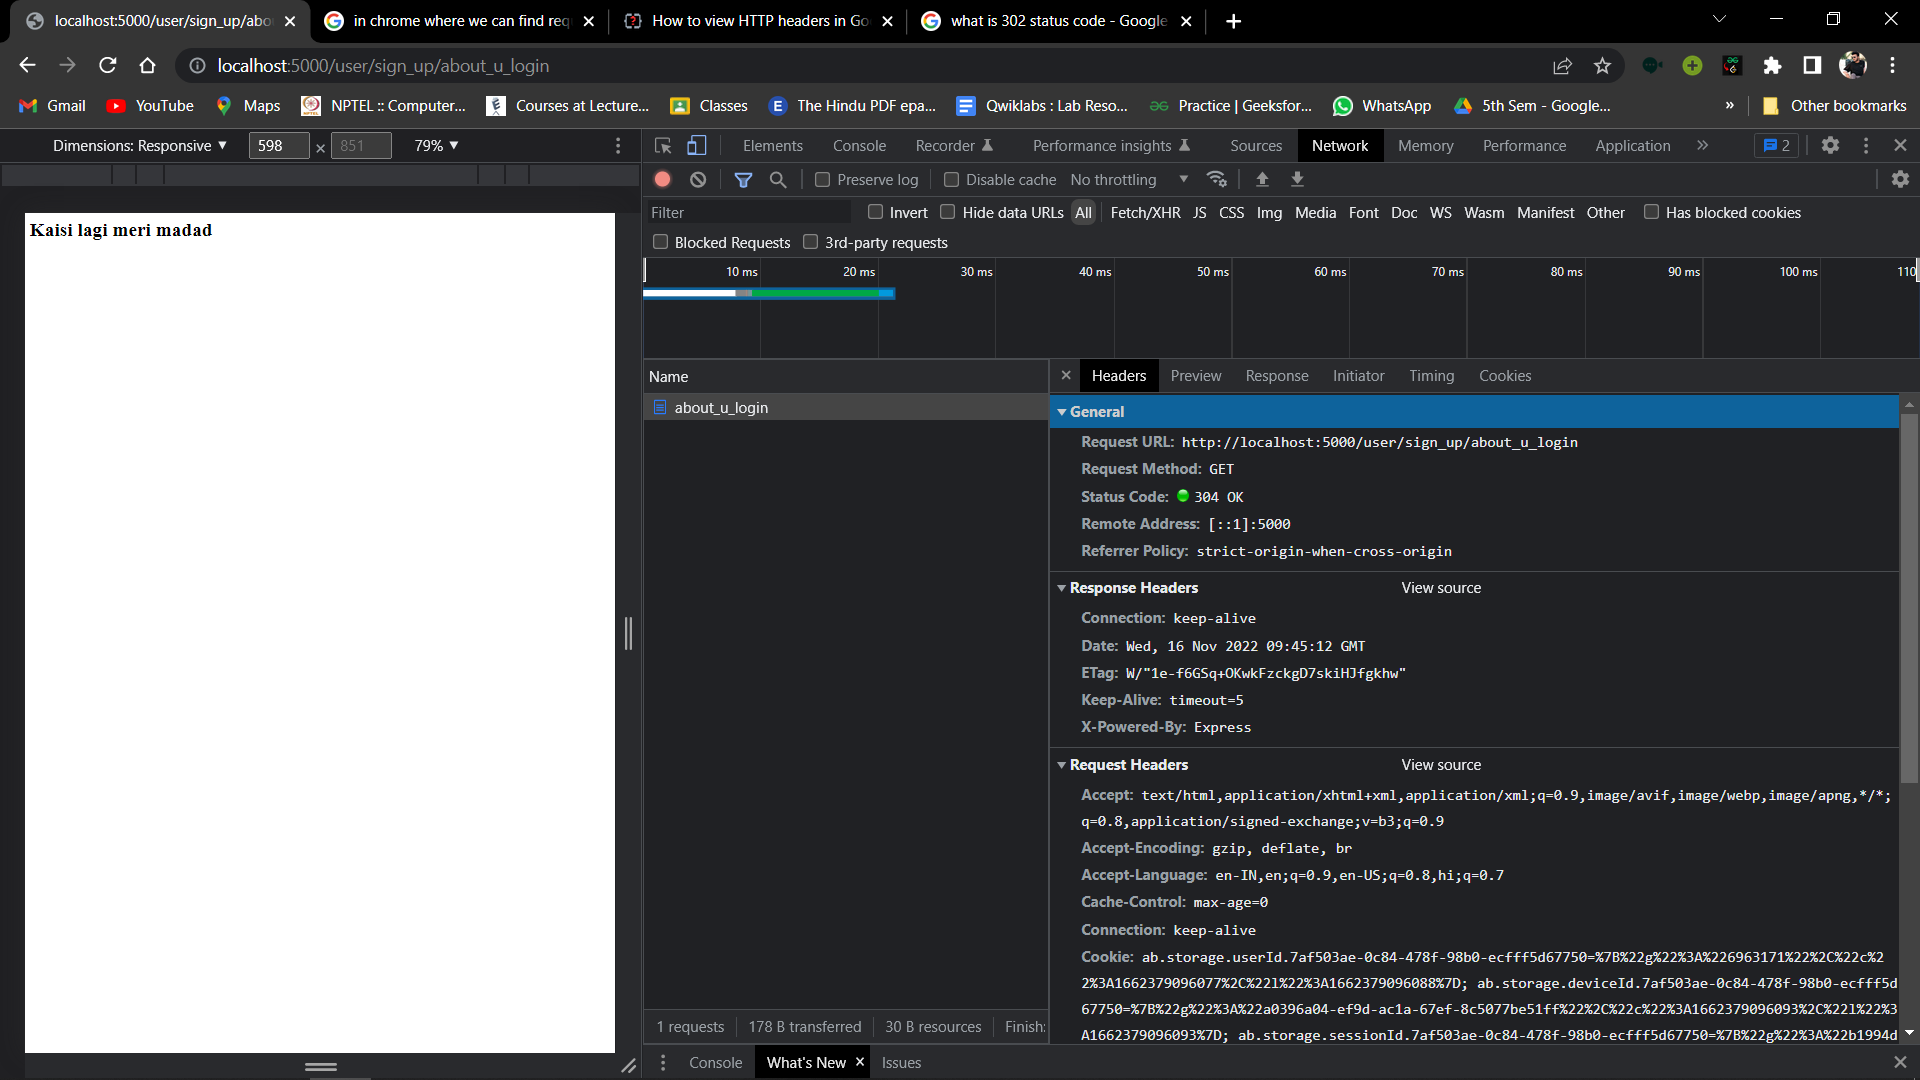 localhost:5000/user/sign_up/abo
in chrome where we can find req
How to view HTTP headers in Go
what is 302 status code - Google
localhost:5000/user/sign_up/about_u_login
Gmail YouTube Maps NPTEL :: Computer... Courses at Lecture... Classes The Hindu PDF epa... Qwiklabs : Lab Reso... Practice | Geeksfor... WhatsApp 5th Sem - Google... » Other bookmarks
Dimensions: Responsive ▼ 598 × 851 79% ▼
Kaisi lagi meri madad
Elements Console Recorder Performance insights Sources Network Memory Performance Application » 2
Preserve log Disable cache No throttling
Filter Invert Hide data URLs All Fetch/XHR JS CSS Img Media Font Doc WS Wasm Manifest Other Has blocked cookies
Blocked Requests 3rd-party requests
10 ms 20 ms 30 ms 40 ms 50 ms 60 ms 70 ms 80 ms 90 ms 100 ms 110
Name
about_u_login
1 requests 178 B transferred 30 B resources Finish:
Headers Preview Response Initiator Timing Cookies
General
Request URL: http://localhost:5000/user/sign_up/about_u_login
Request Method: GET
Status Code: 304 OK
Remote Address: [::1]:5000
Referrer Policy: strict-origin-when-cross-origin
Response Headers View source
Connection: keep-alive
Date: Wed, 16 Nov 2022 09:45:12 GMT
ETag: W/"1e-f6GSq+OKwkFzckgD7skiHJfgkhw"
Keep-Alive: timeout=5
X-Powered-By: Express
Request Headers View source
Accept: text/html,application/xhtml+xml,application/xml;q=0.9,image/avif,image/webp,image/apng,*/*;
q=0.8,application/signed-exchange;v=b3;q=0.9
Accept-Encoding: gzip, deflate, br
Accept-Language: en-IN,en;q=0.9,en-US;q=0.8,hi;q=0.7
Cache-Control: max-age=0
Connection: keep-alive
Cookie: ab.storage.userId.7af503ae-0c84-478f-98b0-ecfff5d67750=%7B%22g%22%3A%226963171%22%2C%22c%2
2%3A1662379096077%2C%22l%22%3A1662379096088%7D; ab.storage.deviceId.7af503ae-0c84-478f-98b0-ecfff5d
67750=%7B%22g%22%3A%22a0396a04-ef9d-ac1a-67ef-8c5077be51ff%22%2C%22c%22%3A1662379096093%2C%22l%22%3
A1662379096093%7D; ab.storage.sessionId.7af503ae-0c84-478f-98b0-ecfff5d67750=%7B%22g%22%3A%22b1994d
Console What's New × Issues